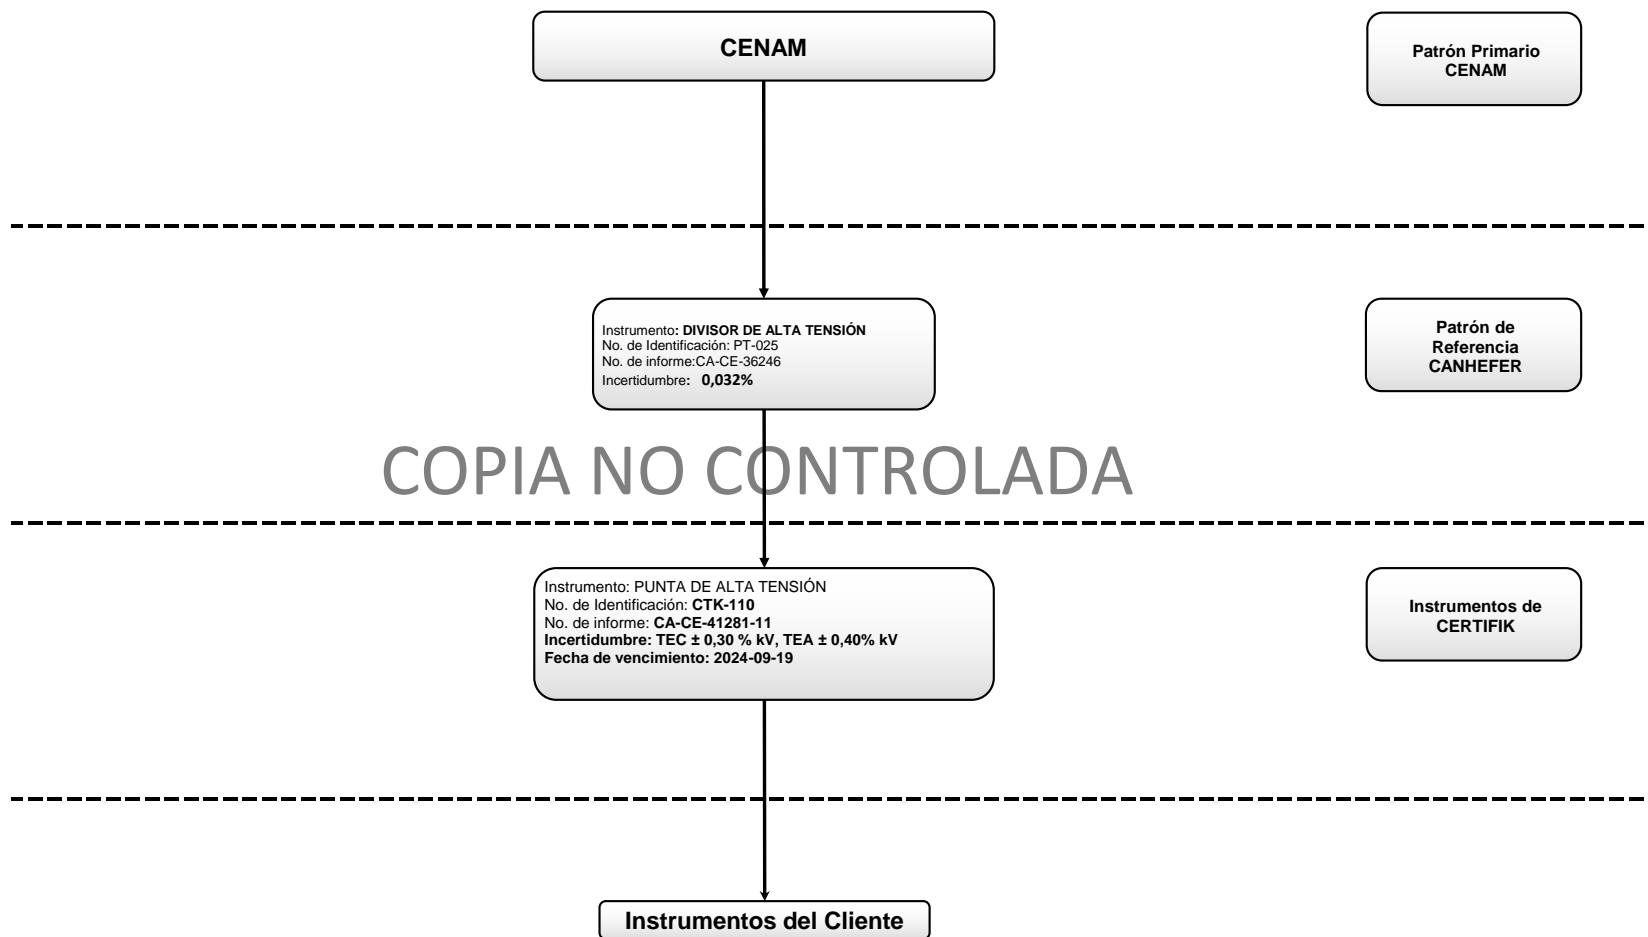 CENAM
Patrón Primario
CENAM
Instrumento: DIVISOR DE ALTA TENSIÓN
No. de Identificación: PT-025
No. de informe:CA-CE-36246
Incertidumbre: 0,032%
Patrón de
Referencia
CANHEFER
COPIA NO CONTROLADA
Instrumento: PUNTA DE ALTA TENSIÓN
No. de Identificación: CTK-110
No. de informe: CA-CE-41281-11
Incertidumbre: TEC ± 0,30 % kV, TEA ± 0,40% kV
Fecha de vencimiento: 2024-09-19
Instrumentos de
CERTIFIK
Instrumentos del Cliente